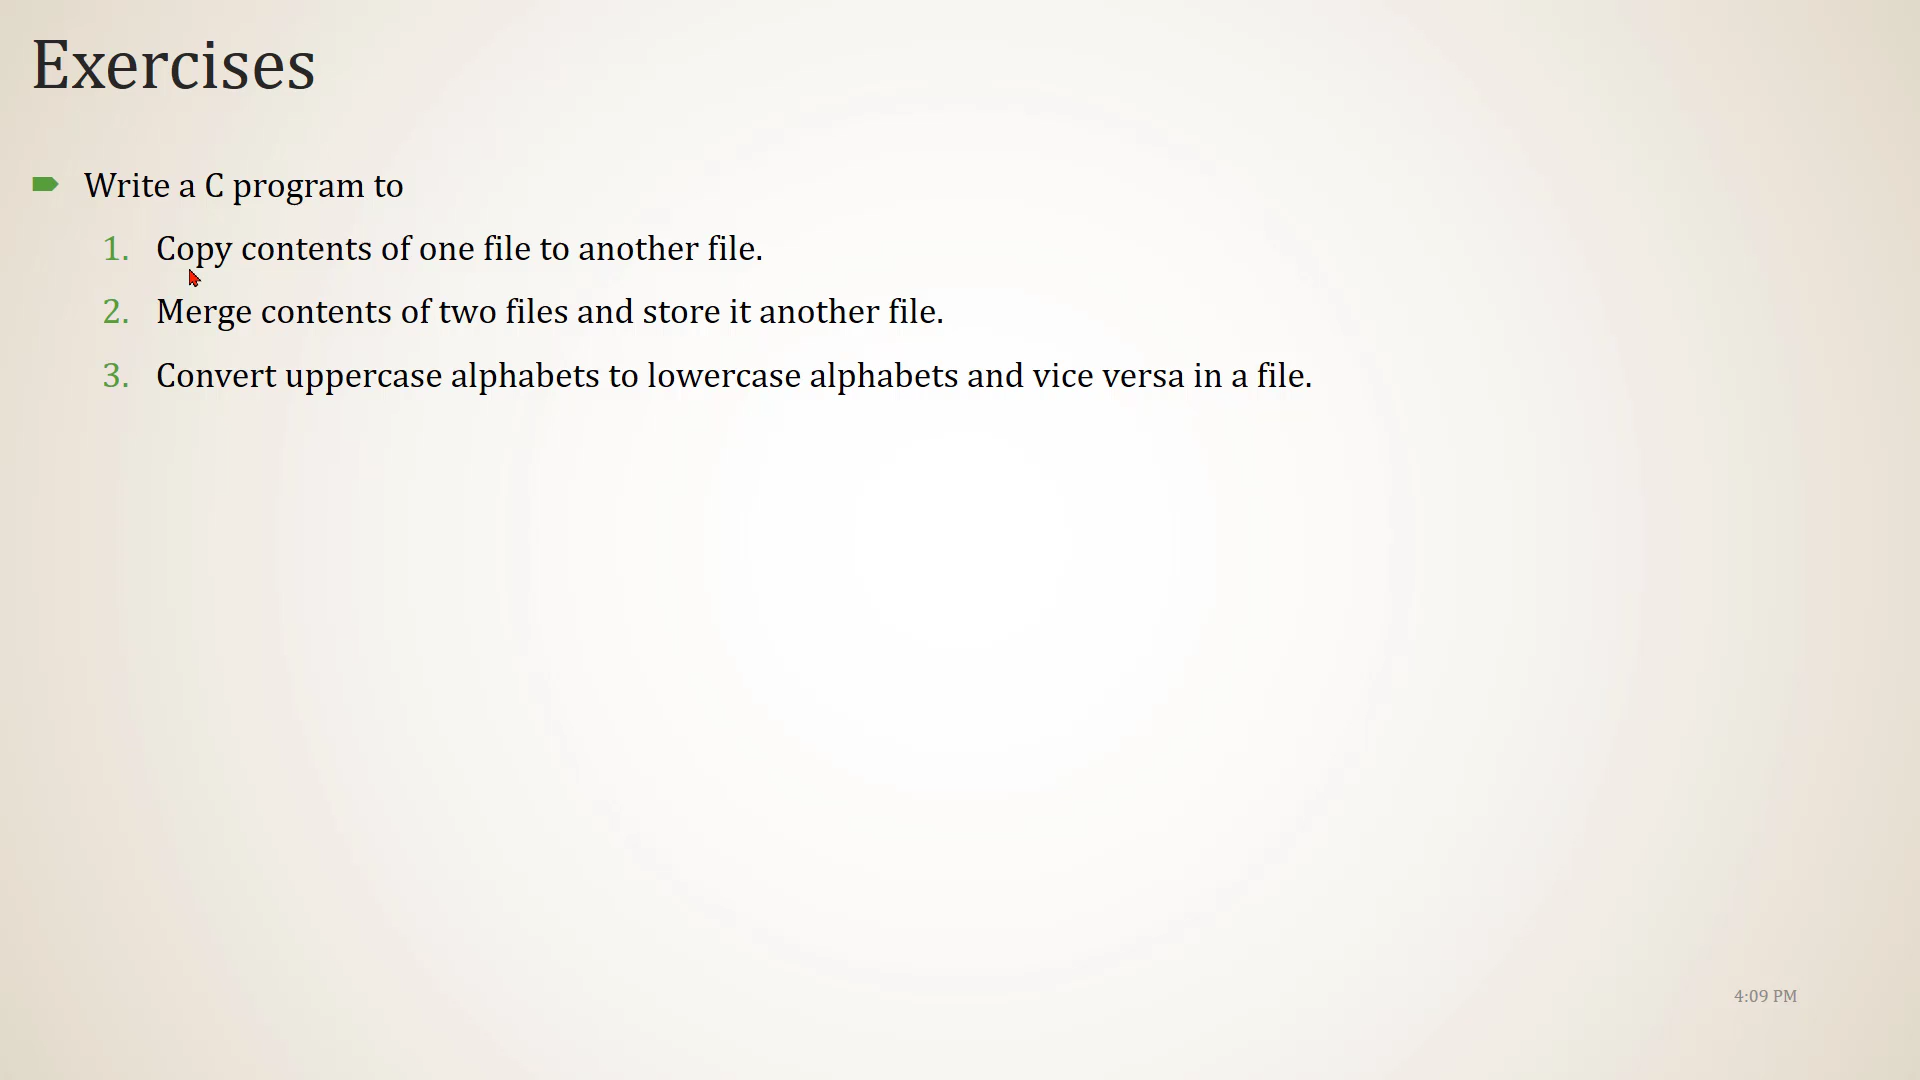 Exercises
Write a C program to
1. Copy contents of one file to another file.
2. Merge contents of two files and store it another file.
3. Convert uppercase alphabets to lowercase alphabets and vice versa in a file.
4:09 PM